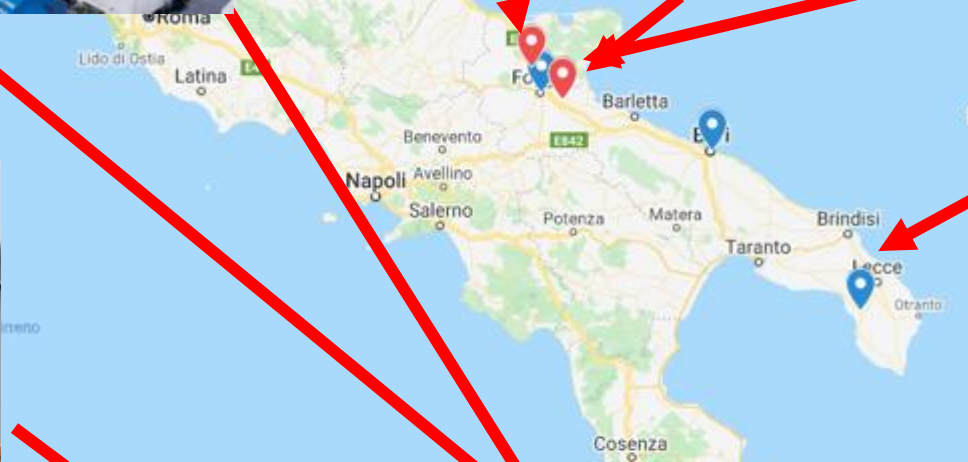 Roma
Lido di Ostia
Latina
Barletta
Benevento
E842
Napoli
Avellino
Salerno
Potenza
Matera
Brindisi
Taranto
Lecce
Otranto
Cosenza